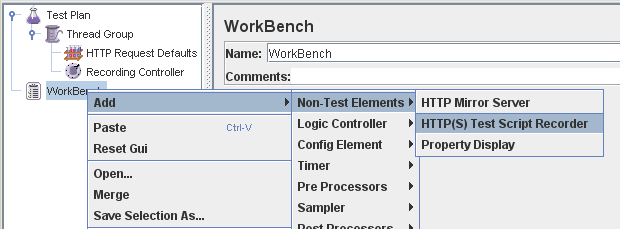 Test Plan
Thread Group
HTTP Request Defaults
Recording Controller
WorkBench
WorkBench
Name: WorkBench
Comments:
Add
Paste Ctrl-V
Reset Gui
Open...
Merge
Save Selection As...
Non-Test Elements
Logic Controller
Config Element
Timer
Pre Processors
Sampler
Post Processors
HTTP Mirror Server
HTTP(S) Test Script Recorder
Property Display